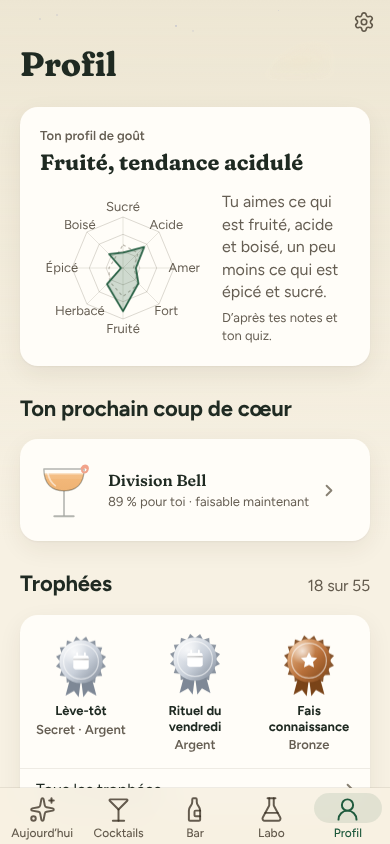 Profil
Ton profil de goût
Fruité, tendance acidulé
Sucré
Boisé
Acide
Épicé
Amer
Herbacé
Fort
Fruité
Tu aimes ce qui
est fruité, acide
et boisé, un peu
moins ce qui est
épicé et sucré.
D’après tes notes et
ton quiz.
Ton prochain coup de cœur
Division Bell
89 % pour toi · faisable maintenant
Trophées
18 sur 55
Lève-tôt
Secret · Argent
Rituel du
vendredi
Argent
Fais
connaissance
Bronze
Tous les trophées
Aujourd’hui
Cocktails
Bar
Labo
Profil